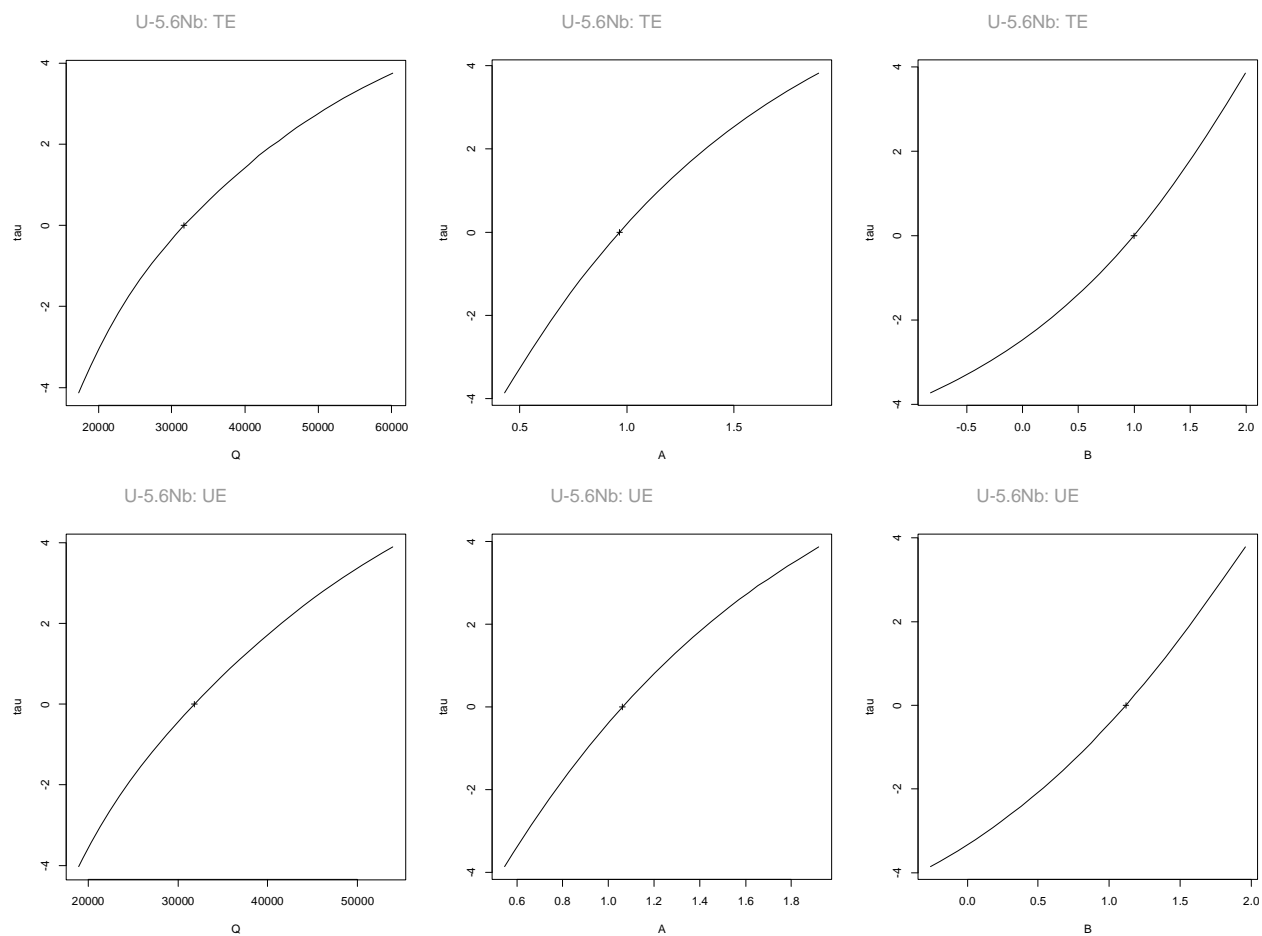 U-5.6Nb: TE
4
2
0
-2
-4
tau
20000 30000 40000 50000 60000
Q
U-5.6Nb: TE
4
2
0
-2
-4
tau
0.5 1.0 1.5
A
U-5.6Nb: TE
4
2
0
-2
-4
tau
-0.5 0.0 0.5 1.0 1.5 2.0
B
U-5.6Nb: UE
4
2
0
-2
-4
tau
20000 30000 40000 50000
Q
U-5.6Nb: UE
4
2
0
-2
-4
tau
0.6 0.8 1.0 1.2 1.4 1.6 1.8
A
U-5.6Nb: UE
4
2
0
-2
-4
tau
0.0 0.5 1.0 1.5 2.0
B